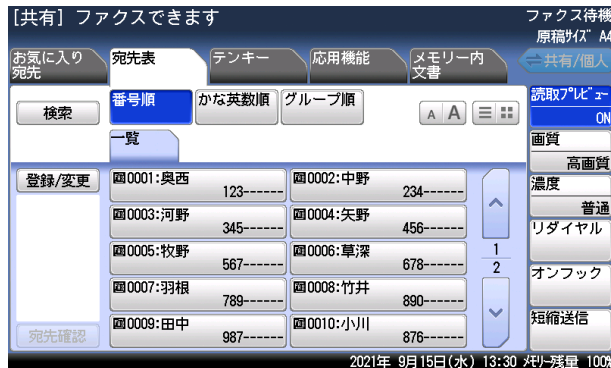 [共有] ファクスできます
ファクス待機
原稿ｻｲｽﾞ A4
お気に入り
宛先
宛先表
テンキー
応用機能
メモリー内
文書
共有/個人
検索
番号順
かな英数順
グループ順
A A
読取ﾌﾟﾚﾋﾞｭｰ
ON
一覧
画質
高画質
登録/変更
0001:奥西
123------
0002:中野
234------
濃度
普通
0003:河野
345------
0004:矢野
456------
リダイヤル
0005:牧野
567------
0006:草深
678------
1
2
オンフック
0007:羽根
789------
0008:竹井
890------
0009:田中
987------
0010:小川
876------
短縮送信
宛先確認
2021年 9月15日(水) 13:30 ﾒﾓﾘｰ残量 100%